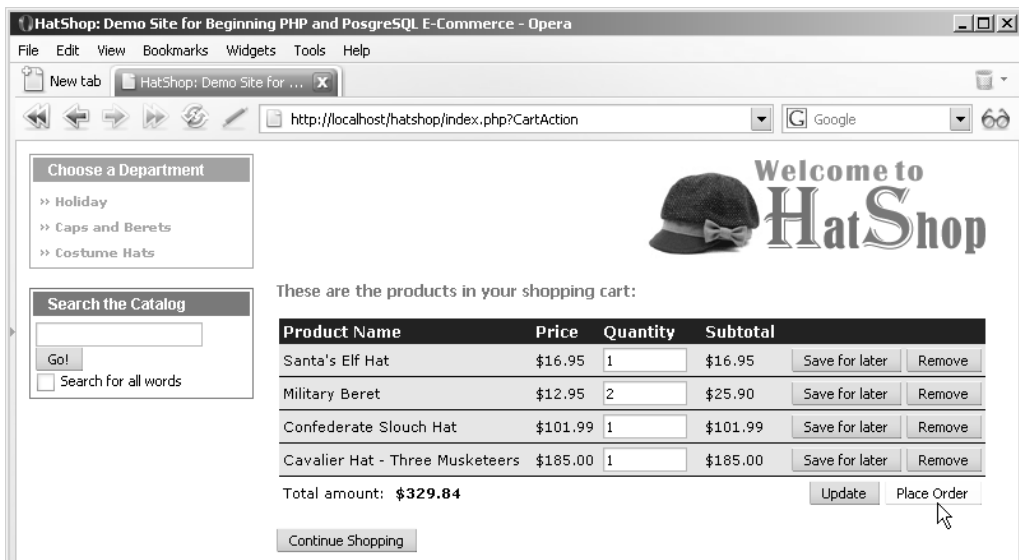 HatShop: Demo Site for Beginning PHP and PosgreSQL E-Commerce - Opera
File Edit View Bookmarks Widgets Tools Help
New tab HatShop: Demo Site for ... X
http://localhost/hatshop/index.php?CartAction G Google
Choose a Department
» Holiday
» Caps and Berets
» Costume Hats
Welcome to
HatShop
Search the Catalog
Go!
Search for all words
These are the products in your shopping cart:
Product Name Price Quantity Subtotal
Santa's Elf Hat $16.95 1 $16.95 Save for later Remove
Military Beret $12.95 2 $25.90 Save for later Remove
Confederate Slouch Hat $101.99 1 $101.99 Save for later Remove
Cavalier Hat - Three Musketeers $185.00 1 $185.00 Save for later Remove
Total amount: $329.84 Update Place Order
Continue Shopping